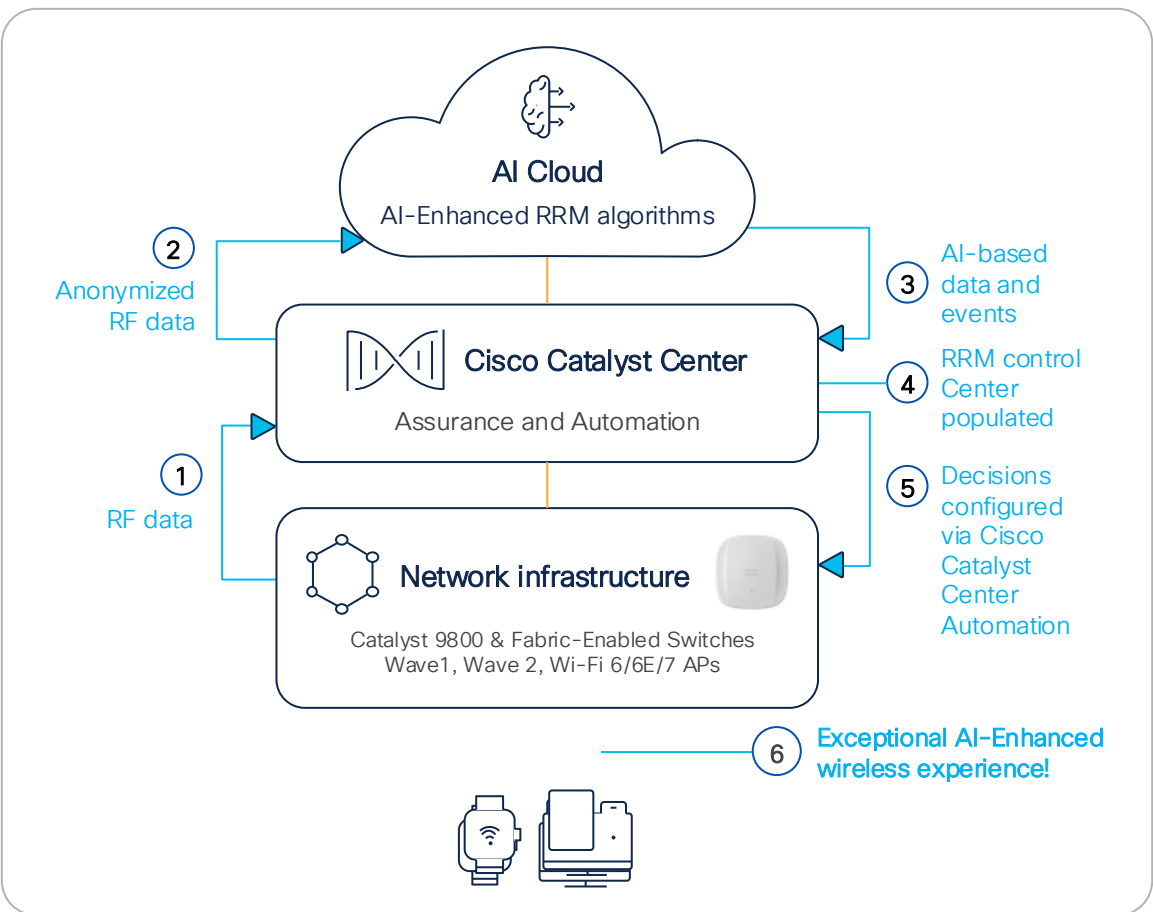 AI Cloud
AI-Enhanced RRM algorithms
2
Anonymized
RF data
3
AI-based
data and
events
Cisco Catalyst Center
Assurance and Automation
4
RRM control
Center
populated
1
RF data
5
Decisions
configured
via Cisco
Catalyst
Center
Automation
Network infrastructure
Catalyst 9800 & Fabric-Enabled Switches
Wave1, Wave 2, Wi-Fi 6/6E/7 APs
6
Exceptional AI-Enhanced
wireless experience!